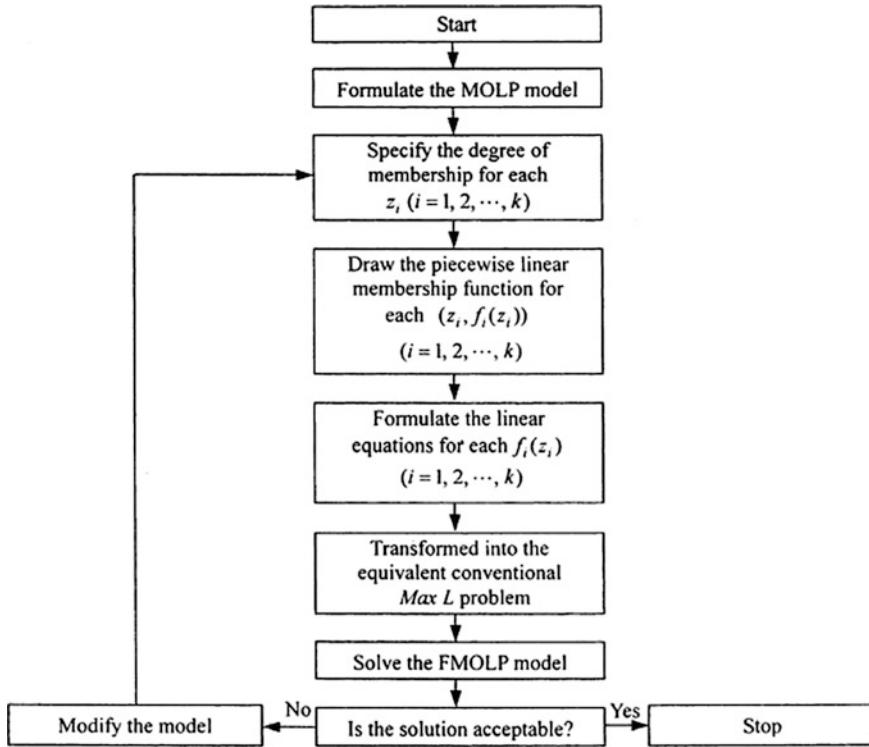 Start
Formulate the MOLP model
Specify the degree of
membership for each
z_i (i = 1, 2, ⋯, k)
Draw the piecewise linear
membership function for
each (z_i, f_i(z_i))
(i = 1, 2, ⋯, k)
Formulate the linear
equations for each f_i(z_i)
(i = 1, 2, ⋯, k)
Transformed into the
equivalent conventional
Max L problem
Solve the FMOLP model
Modify the model
No
Is the solution acceptable?
Yes
Stop